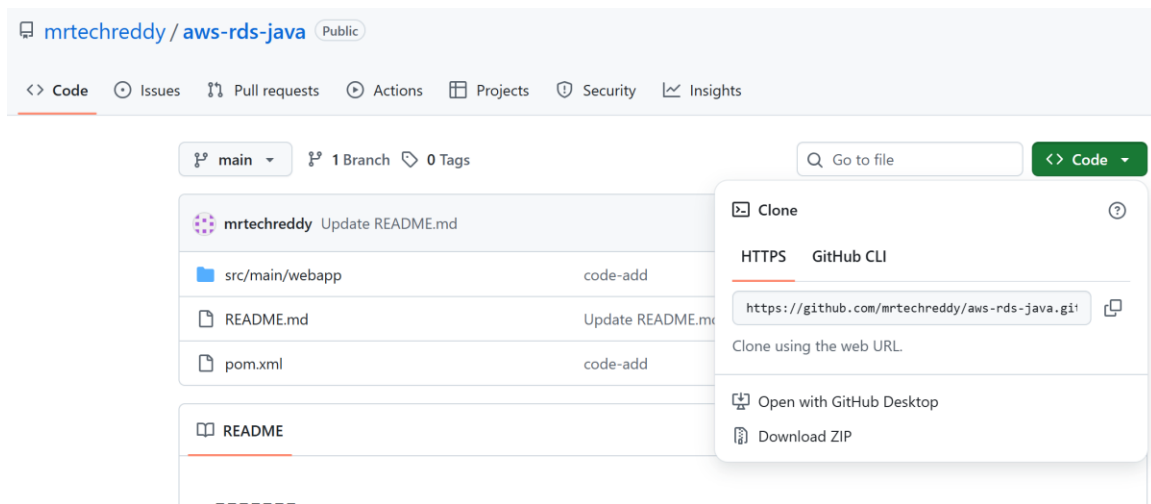 mrtechreddy / aws-rds-java Public
Code Issues Pull requests Actions Projects Security Insights
main 1 Branch 0 Tags Go to file Code
mrtechreddy Update README.md
src/main/webapp code-add
README.md Update README.m
pom.xml code-add
README
Clone
HTTPS GitHub CLI
https://github.com/mrtechreddy/aws-rds-java.gi
Clone using the web URL.
Open with GitHub Desktop
Download ZIP